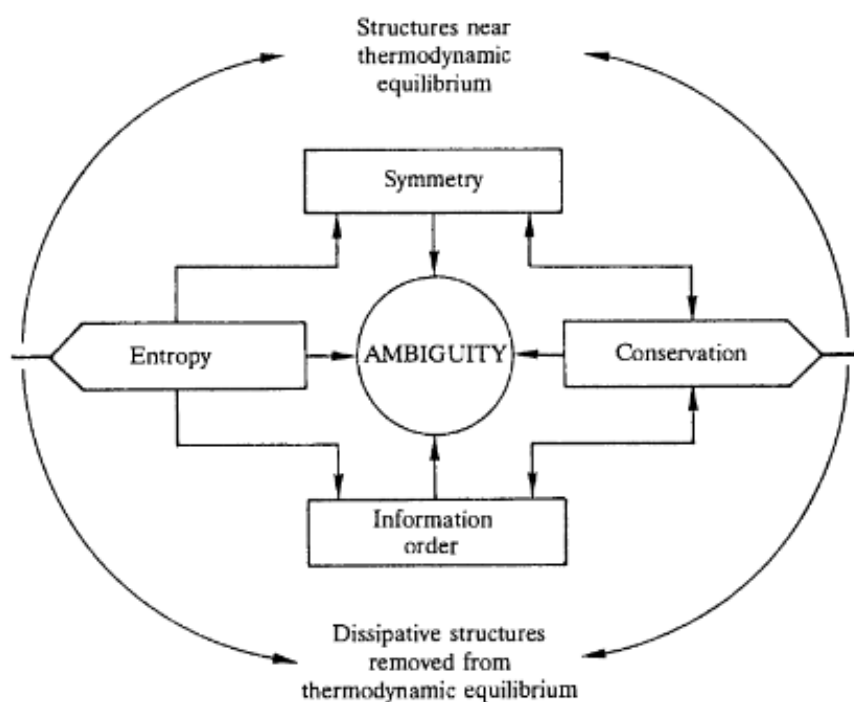 Structures near
thermodynamic
equilibrium
Symmetry
Entropy
AMBIGUITY
Conservation
Information
order
Dissipative structures
removed from
thermodynamic equilibrium